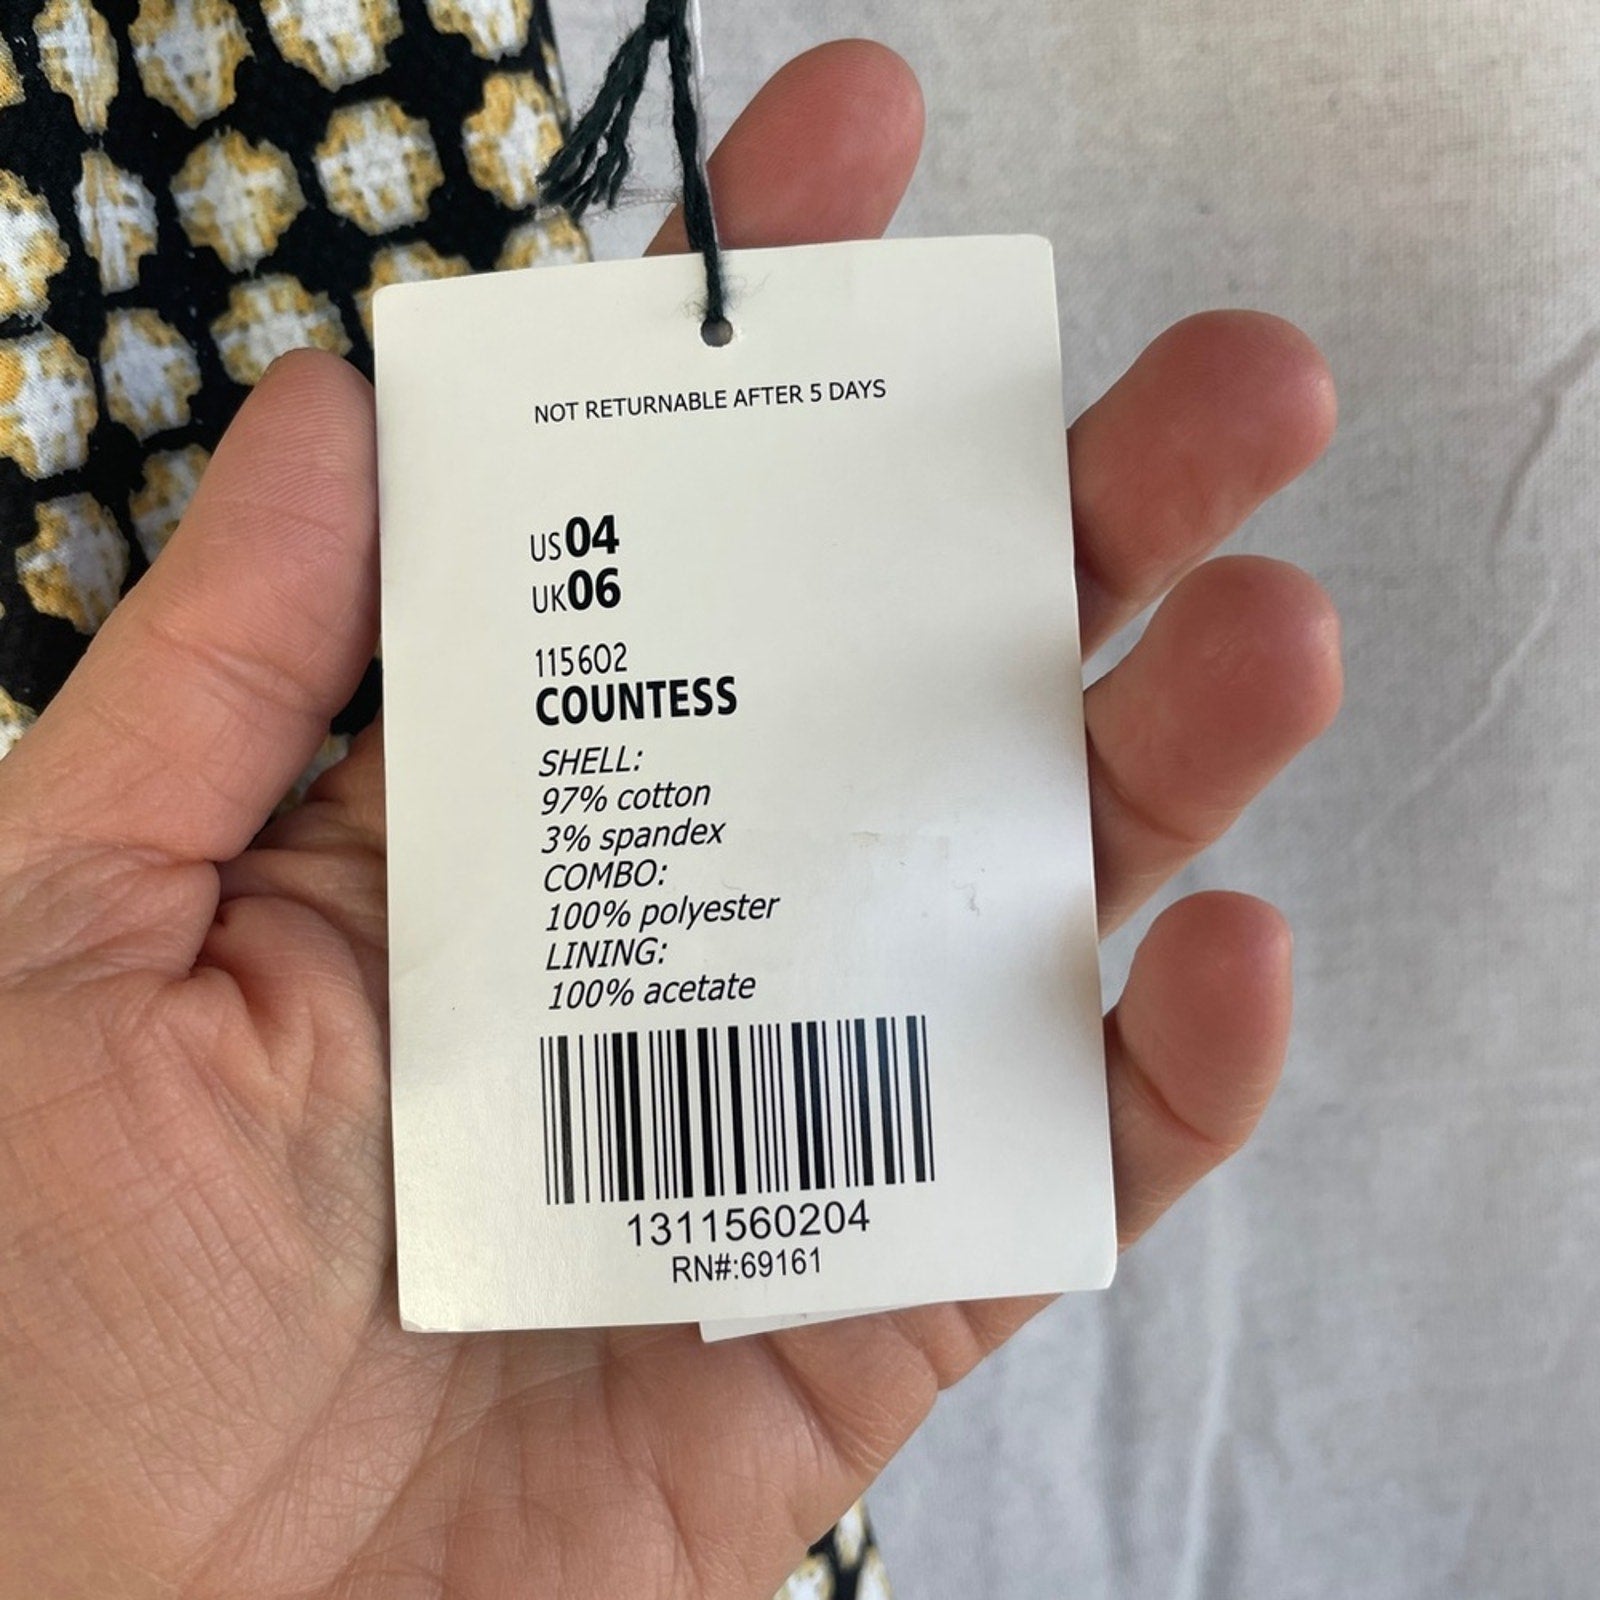 NOT RETURNABLE AFTER 5 DAYS
US04
UK06
115602
COUNTESS
SHELL:
97% cotton
3% spandex
COMBO:
100% polyester
LINING:
100% acetate
1311560204
RN#:69161